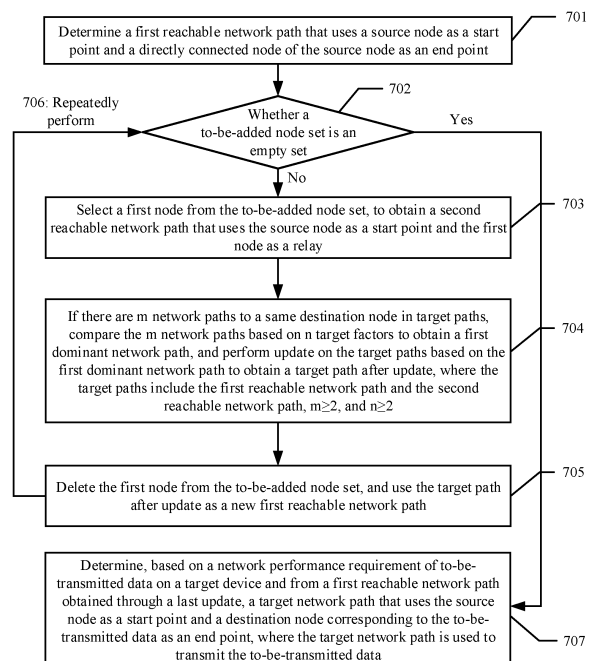 701
Determine a first reachable network path that uses a source node as a start
point and a directly connected node of the source node as an end point
706: Repeatedly
perform
702
Whether a
to-be-added node set is an
empty set
Yes
No
703
Select a first node from the to-be-added node set, to obtain a second
reachable network path that uses the source node as a start point and the first
node as a relay
704
If there are m network paths to a same destination node in target paths,
compare the m network paths based on n target factors to obtain a first
dominant network path, and perform update on the target paths based on the
first dominant network path to obtain a target path after update, where the
target paths include the first reachable network path and the second
reachable network path, m≥2, and n≥2
705
Delete the first node from the to-be-added node set, and use the target path
after update as a new first reachable network path
Determine, based on a network performance requirement of to-be-
transmitted data on a target device and from a first reachable network path
obtained through a last update, a target network path that uses the source
node as a start point and a destination node corresponding to the to-be-
transmitted data as an end point, where the target network path is used to
transmit the to-be-transmitted data
707